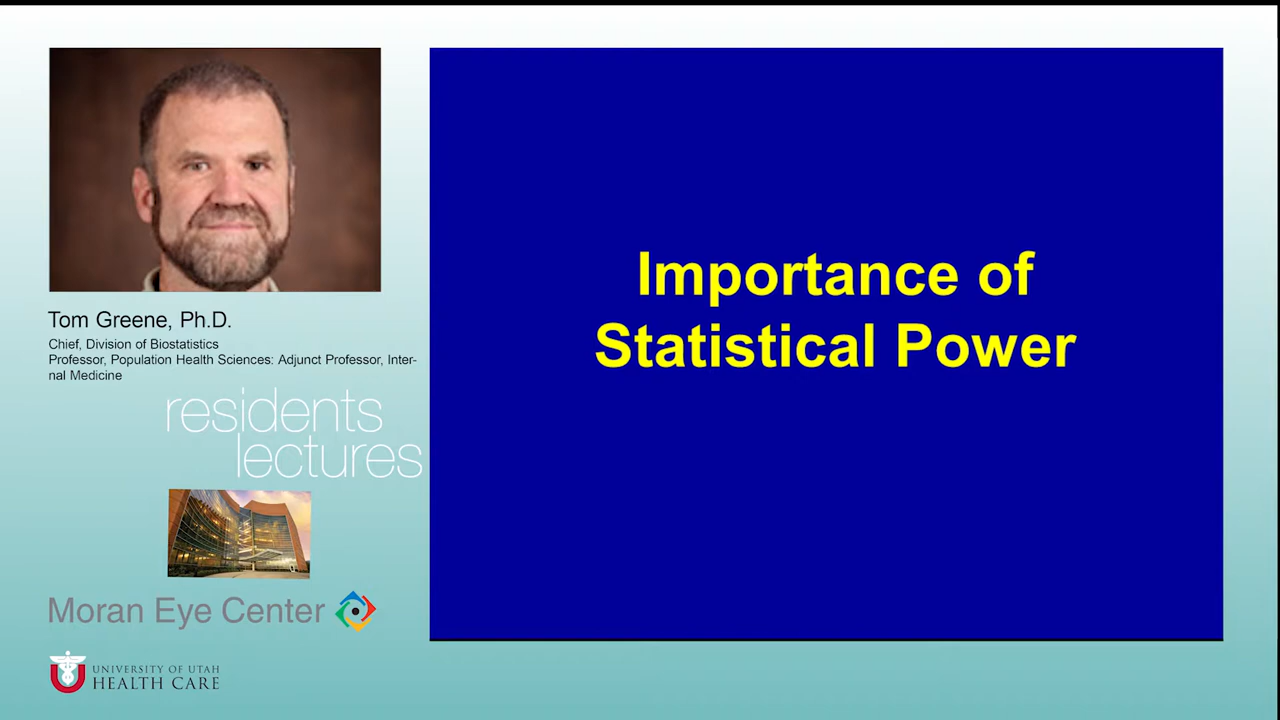 Importance of
Statistical Power
Tom Greene, Ph.D.
Chief, Division of Biostatistics
Professor, Population Health Sciences: Adjunct Professor, Inter-
nal Medicine
residents
lectures
Moran Eye Center
UNIVERSITY OF UTAH
HEALTH CARE